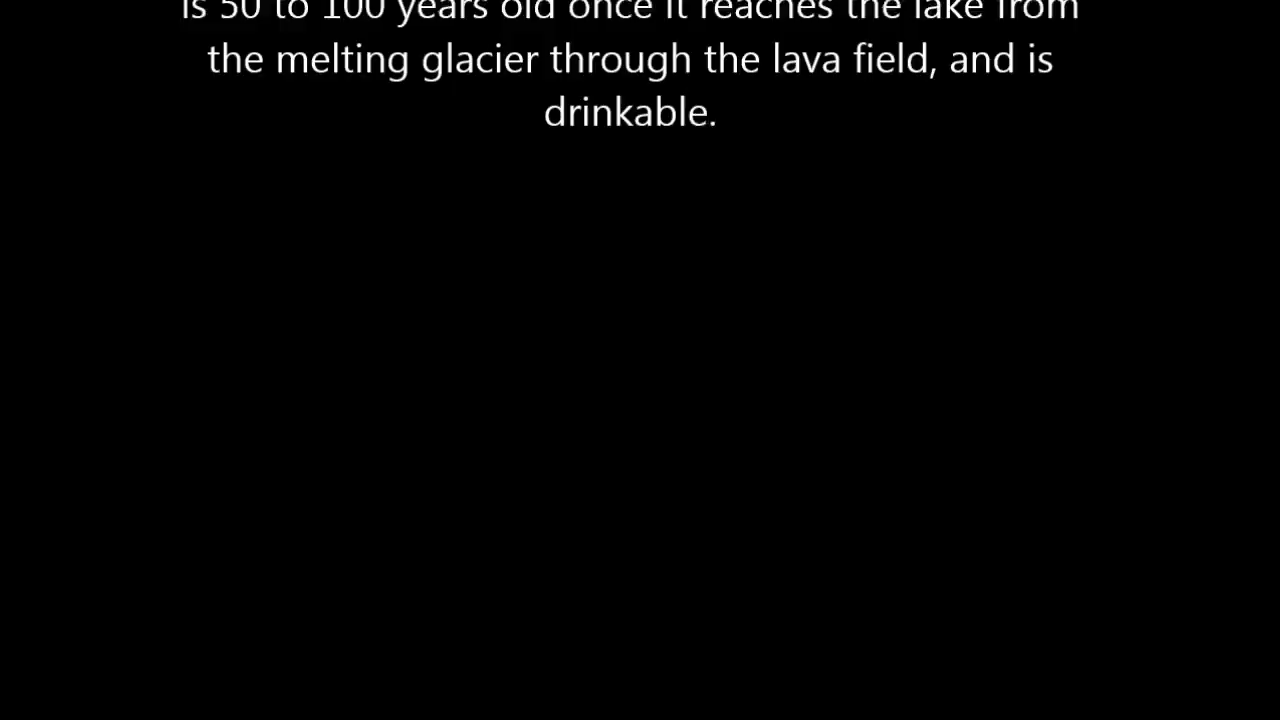 is 50 to 100 years old once it reaches the lake from
the melting glacier through the lava field, and is
drinkable.